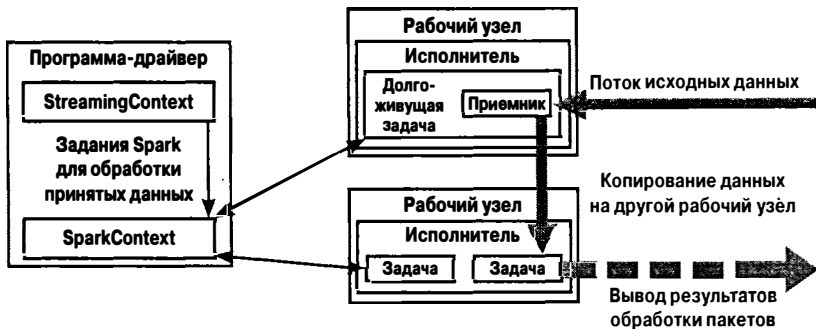 Программа-драйвер
StreamingContext
Задания Spark
для обработки
принятых данных
SparkContext
Рабочий узел
Исполнитель
Долго-
живущая
задача
Приемник
Поток исходных данных
Копирование данных
на другой рабочий узел
Рабочий узел
Исполнитель
Задача
Задача
Вывод результатов
обработки пакетов